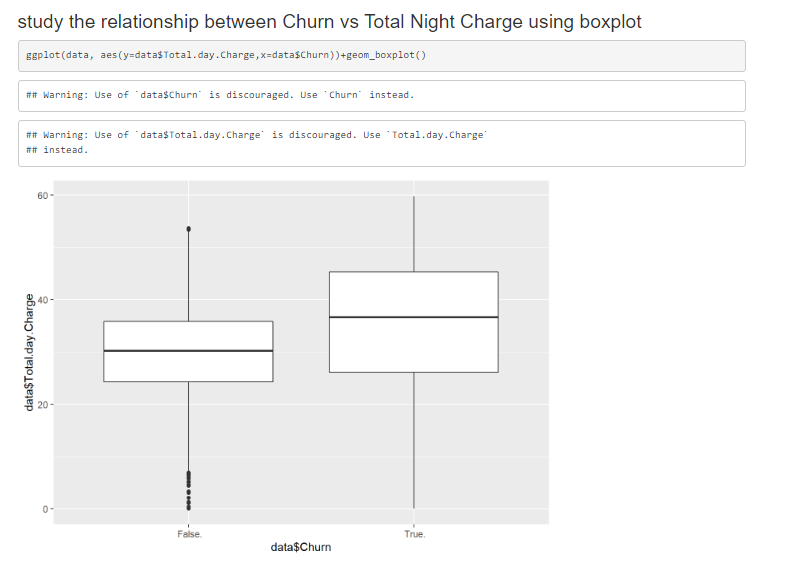 study the relationship between Churn vs Total Night Charge using boxplot
ggplot(data, aes(y=data$Total.day.Charge,x=data$Churn))+geom_boxplot()
## Warning: Use of `data$Churn` is discouraged. Use `Churn` instead.
## Warning: Use of `data$Total.day.Charge` is discouraged. Use `Total.day.Charge`
## instead.
60
40
20
0
data$Total.day.Charge
False.
True.
data$Churn